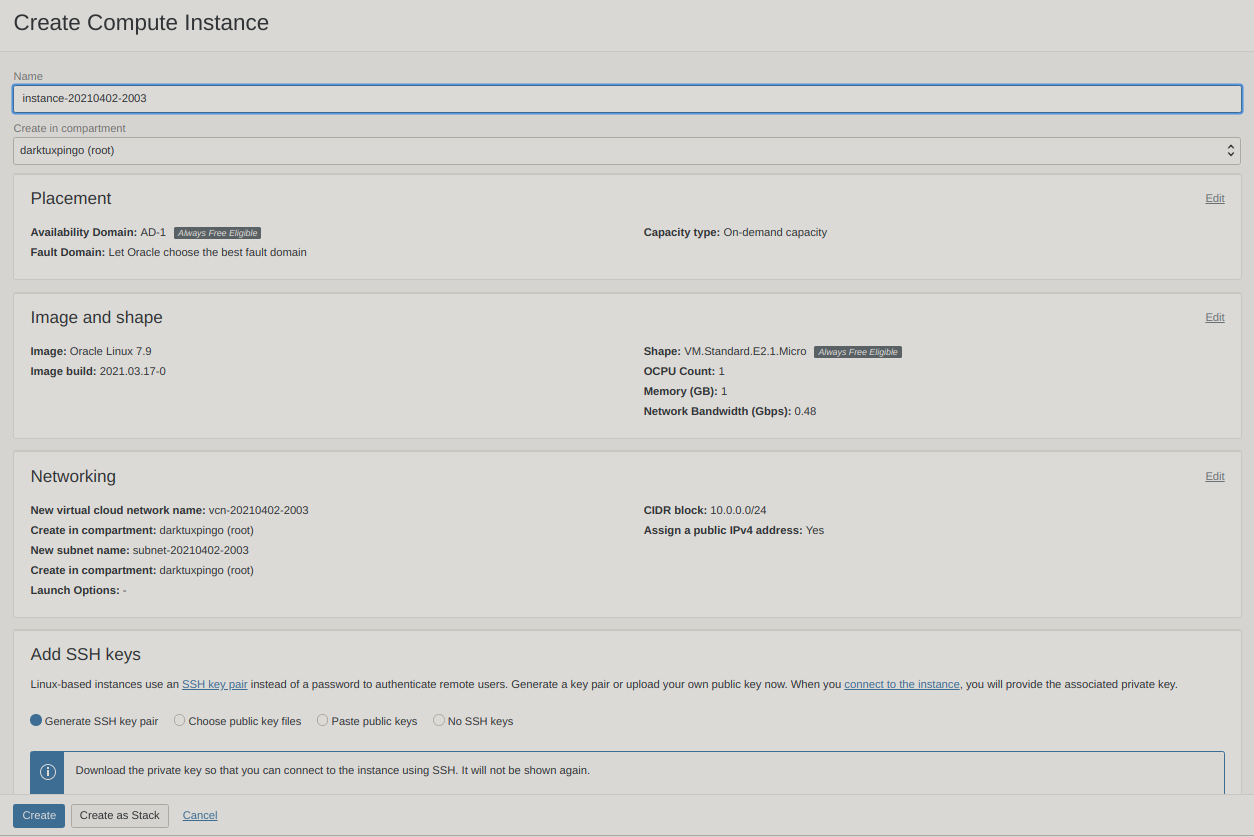 Create Compute Instance
Name
instance-20210402-2003
Create in compartment
darktuxpingo (root)
Placement
Edit
Availability Domain: AD-1 Always Free Eligible
Capacity type: On-demand capacity
Fault Domain: Let Oracle choose the best fault domain
Image and shape
Edit
Image: Oracle Linux 7.9
Image build: 2021.03.17-0
Shape: VM.Standard.E2.1.Micro Always Free Eligible
OCPU Count: 1
Memory (GB): 1
Network Bandwidth (Gbps): 0.48
Networking
Edit
New virtual cloud network name: vcn-20210402-2003
Create in compartment: darktuxpingo (root)
New subnet name: subnet-20210402-2003
Create in compartment: darktuxpingo (root)
Launch Options: -
CIDR block: 10.0.0.0/24
Assign a public IPv4 address: Yes
Add SSH keys
Linux-based instances use an SSH key pair instead of a password to authenticate remote users. Generate a key pair or upload your own public key now. When you connect to the instance, you will provide the associated private key.
Generate SSH key pair Choose public key files Paste public keys No SSH keys
Download the private key so that you can connect to the instance using SSH. It will not be shown again.
Create Create as Stack Cancel